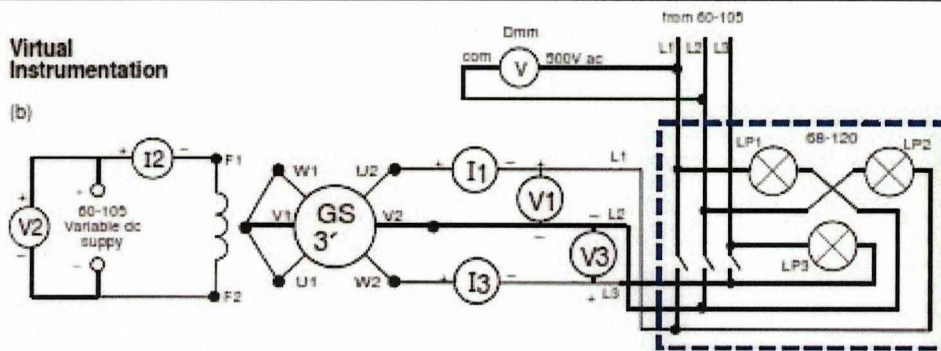 from 60-105
L1 L2 L3
Dmm
com V 500V ac
Virtual
Instrumentation
(b)
68-120
LP1 LP2
LP3
+ I2 -
F1
+ V2 -
+
60-105
Variable dc
suppy
-
F2
W1 U2
V1 GS V2
3´
U1 W2
+ I1 -
L1
+ V1 -
L2
- V3 +
+ I3 -
L3